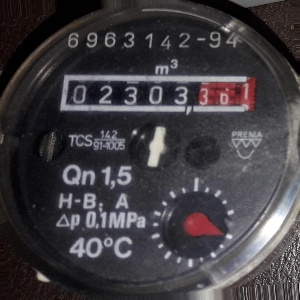 6963142-94
m³
02303,361
TCS 142/91-1005
PREMA
Qn 1,5
H-B; A
Δp 0,1MPa
40°C